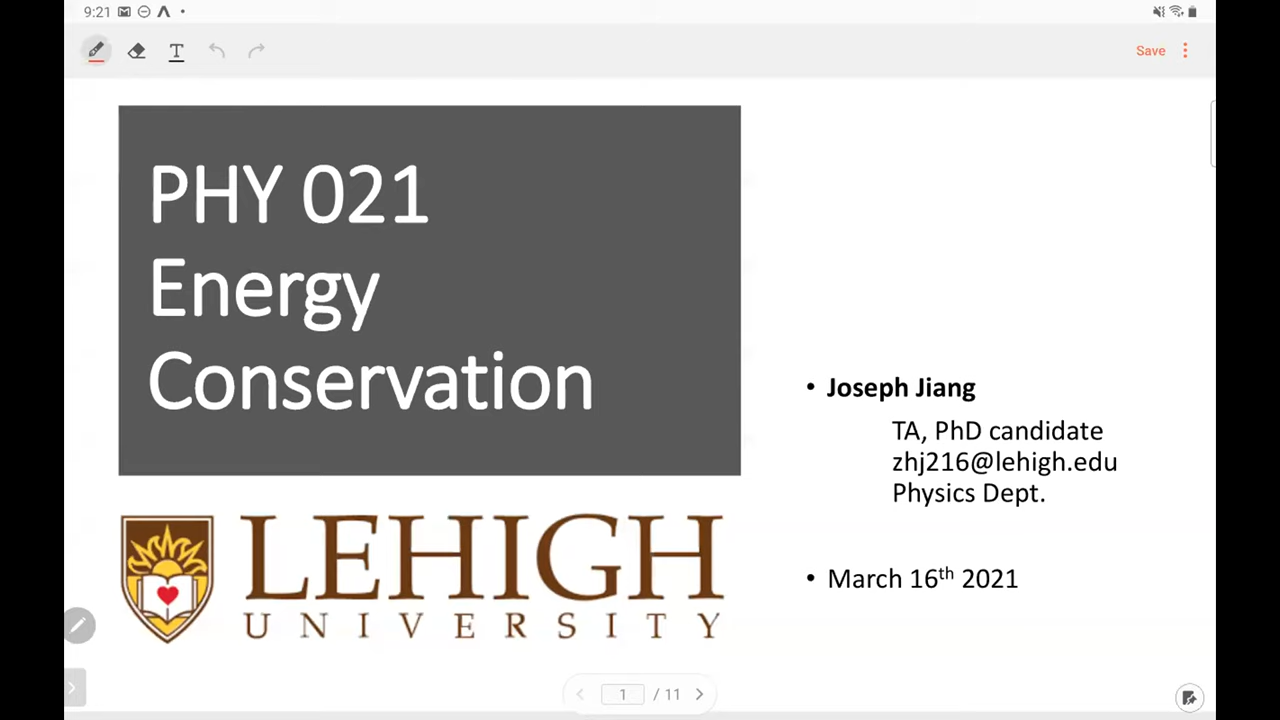 9:21
T
Save
PHY 021
Energy
Conservation
• Joseph Jiang
TA, PhD candidate
zhj216@lehigh.edu
Physics Dept.
• March 16th 2021
LEHIGH
UNIVERSITY
1 / 11